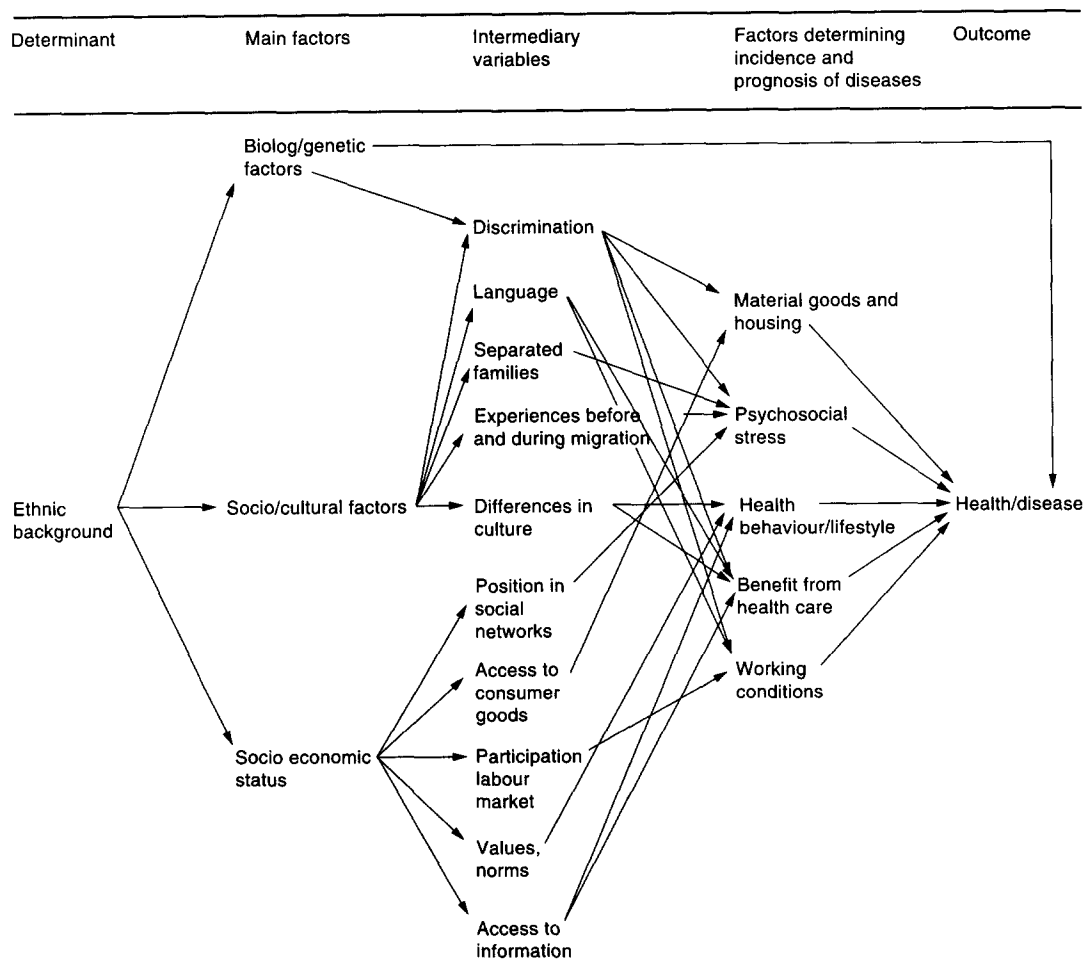 Determinant
Main factors
Intermediary
variables
Factors determining
incidence and
prognosis of diseases
Outcome
Biolog/genetic
factors
Discrimination
Language
Separated
families
Experiences before
and during migration
Differences in
culture
Position in
social
networks
Access to
consumer
goods
Participation
labour
market
Values,
norms
Access to
information
Ethnic
background
Socio/cultural factors
Socio economic
status
Material goods and
housing
Psychosocial
stress
Health
behaviour/lifestyle
Benefit from
health care
Working
conditions
Health/disease